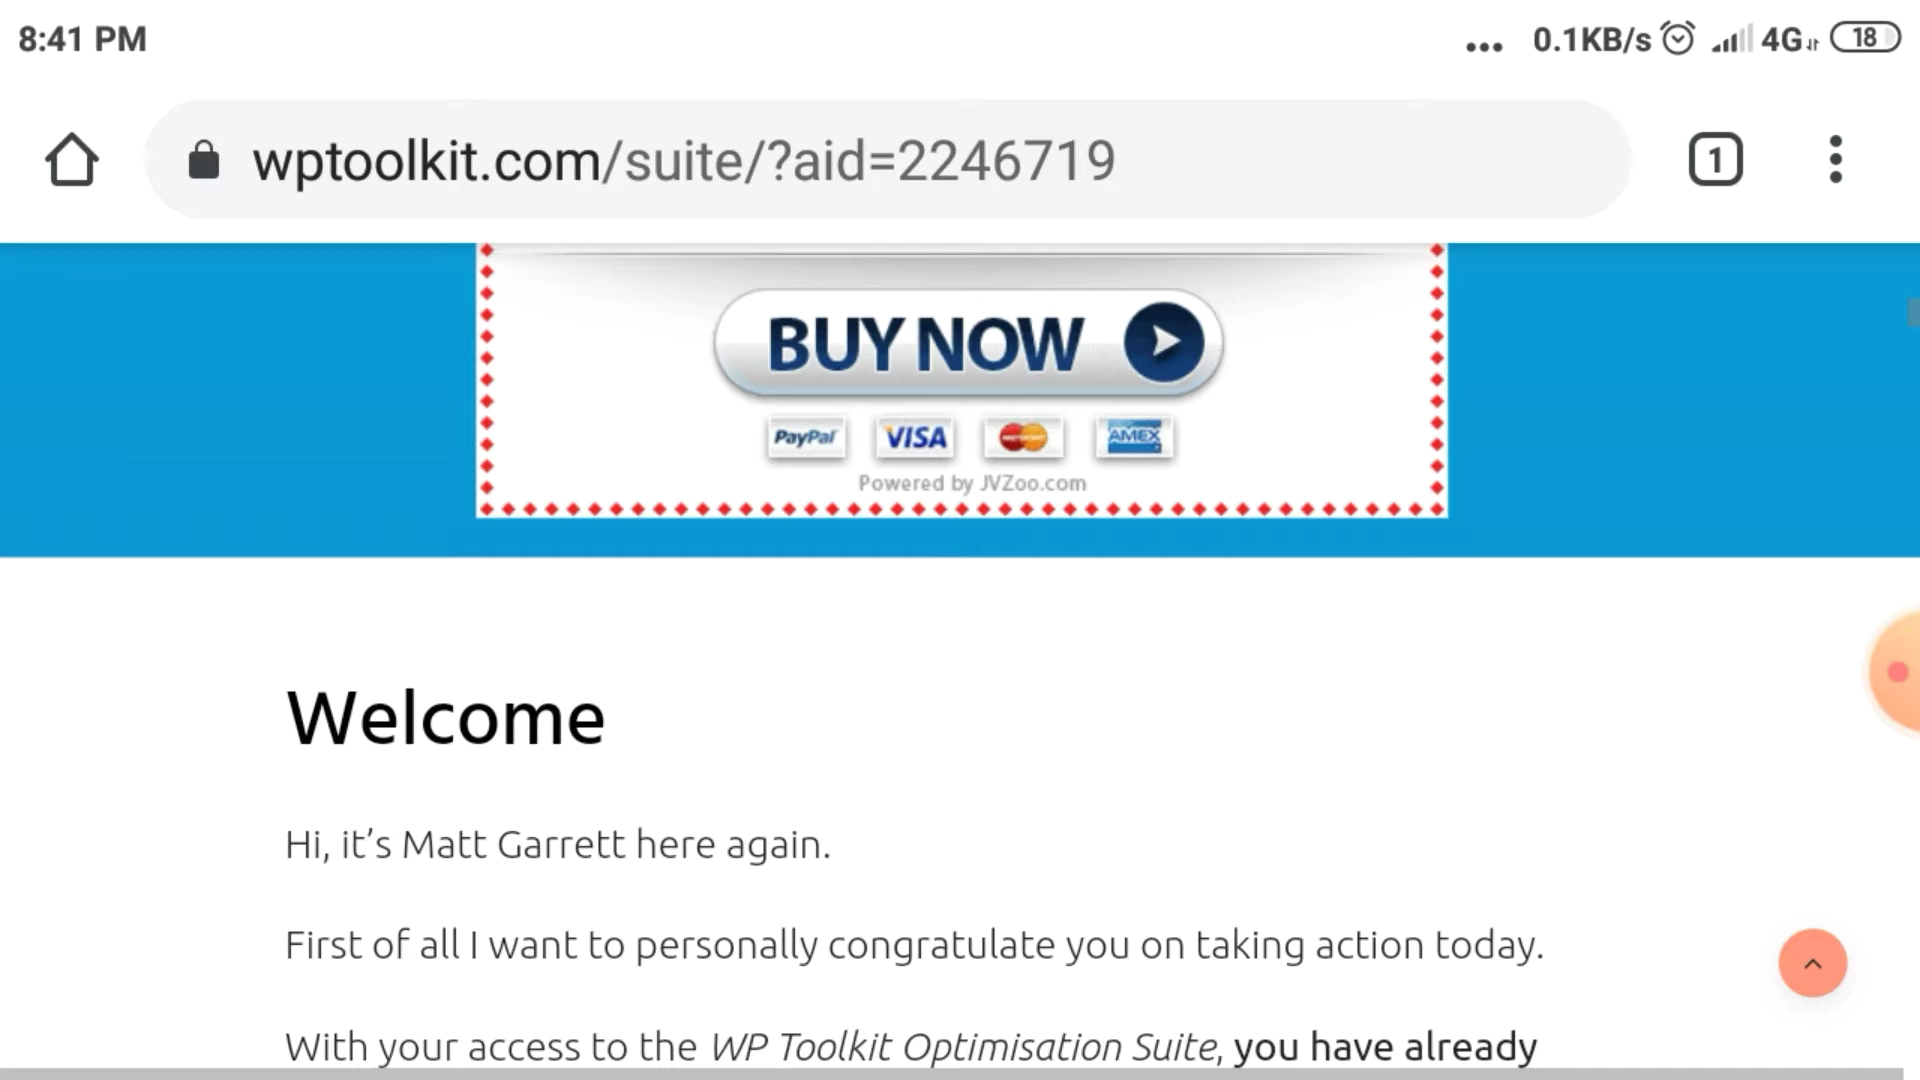 8:41 PM
... 0.1KB/s 4G 18
wptoolkit.com/suite/?aid=2246719
1
BUY NOW
PayPal VISA MasterCard AMEX
Powered by JVZoo.com
Welcome
Hi, it’s Matt Garrett here again.
First of all I want to personally congratulate you on taking action today.
With your access to the WP Toolkit Optimisation Suite, you have already